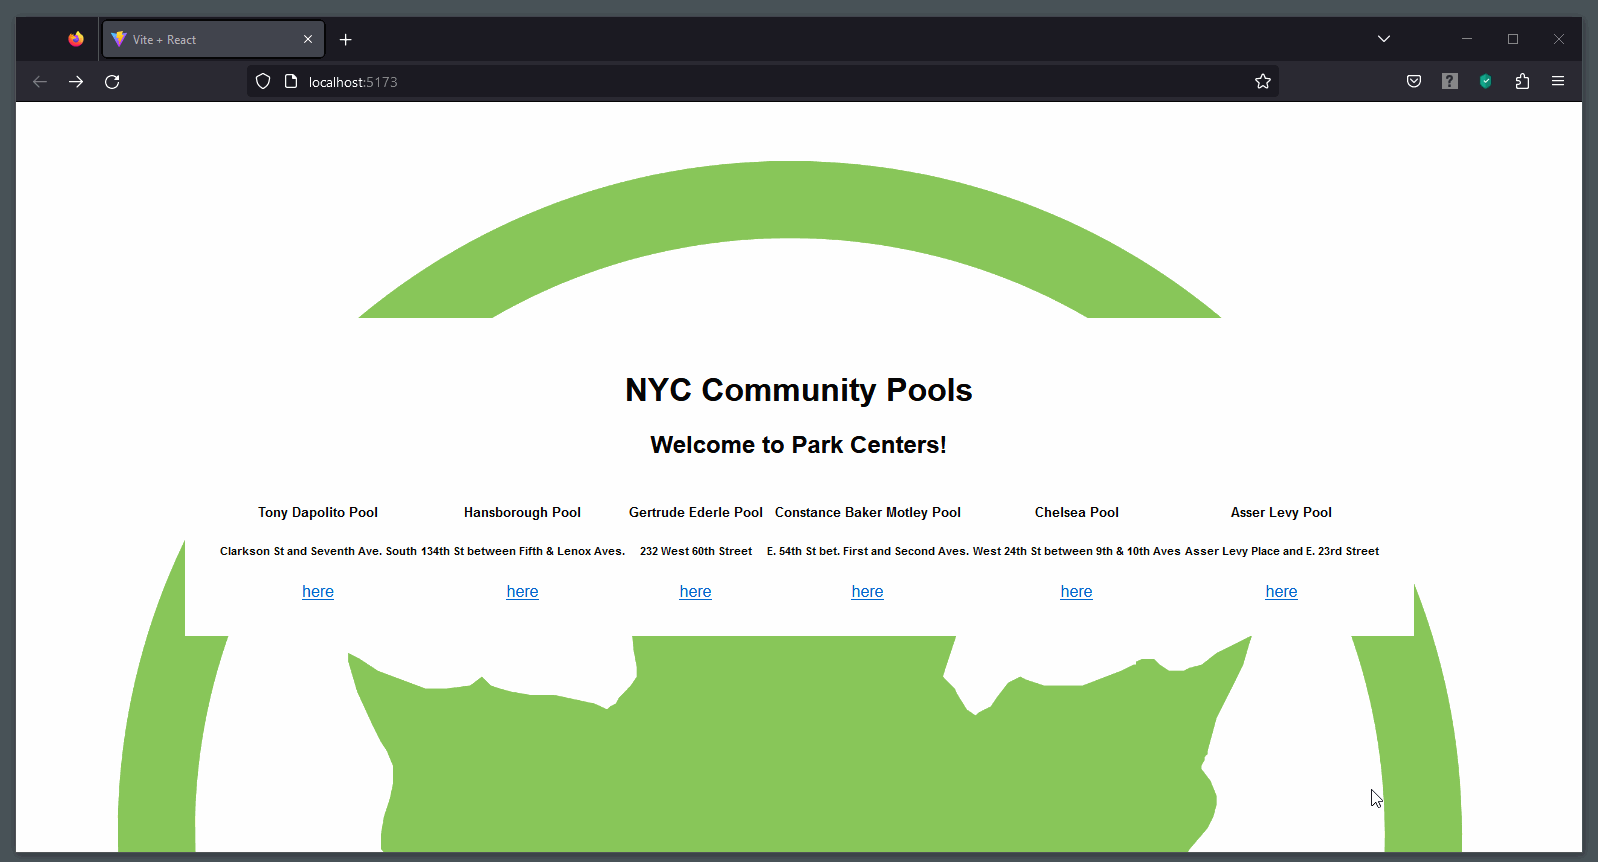 Vite + React
localhost:5173
NYC Community Pools
Welcome to Park Centers!
Tony Dapolito Pool Hansborough Pool Gertrude Ederle Pool Constance Baker Motley Pool Chelsea Pool Asser Levy Pool
Clarkson St and Seventh Ave. South 134th St between Fifth & Lenox Aves. 232 West 60th Street E. 54th St bet. First and Second Aves. West 24th St between 9th & 10th Aves Asser Levy Place and E. 23rd Street
here here here here here here